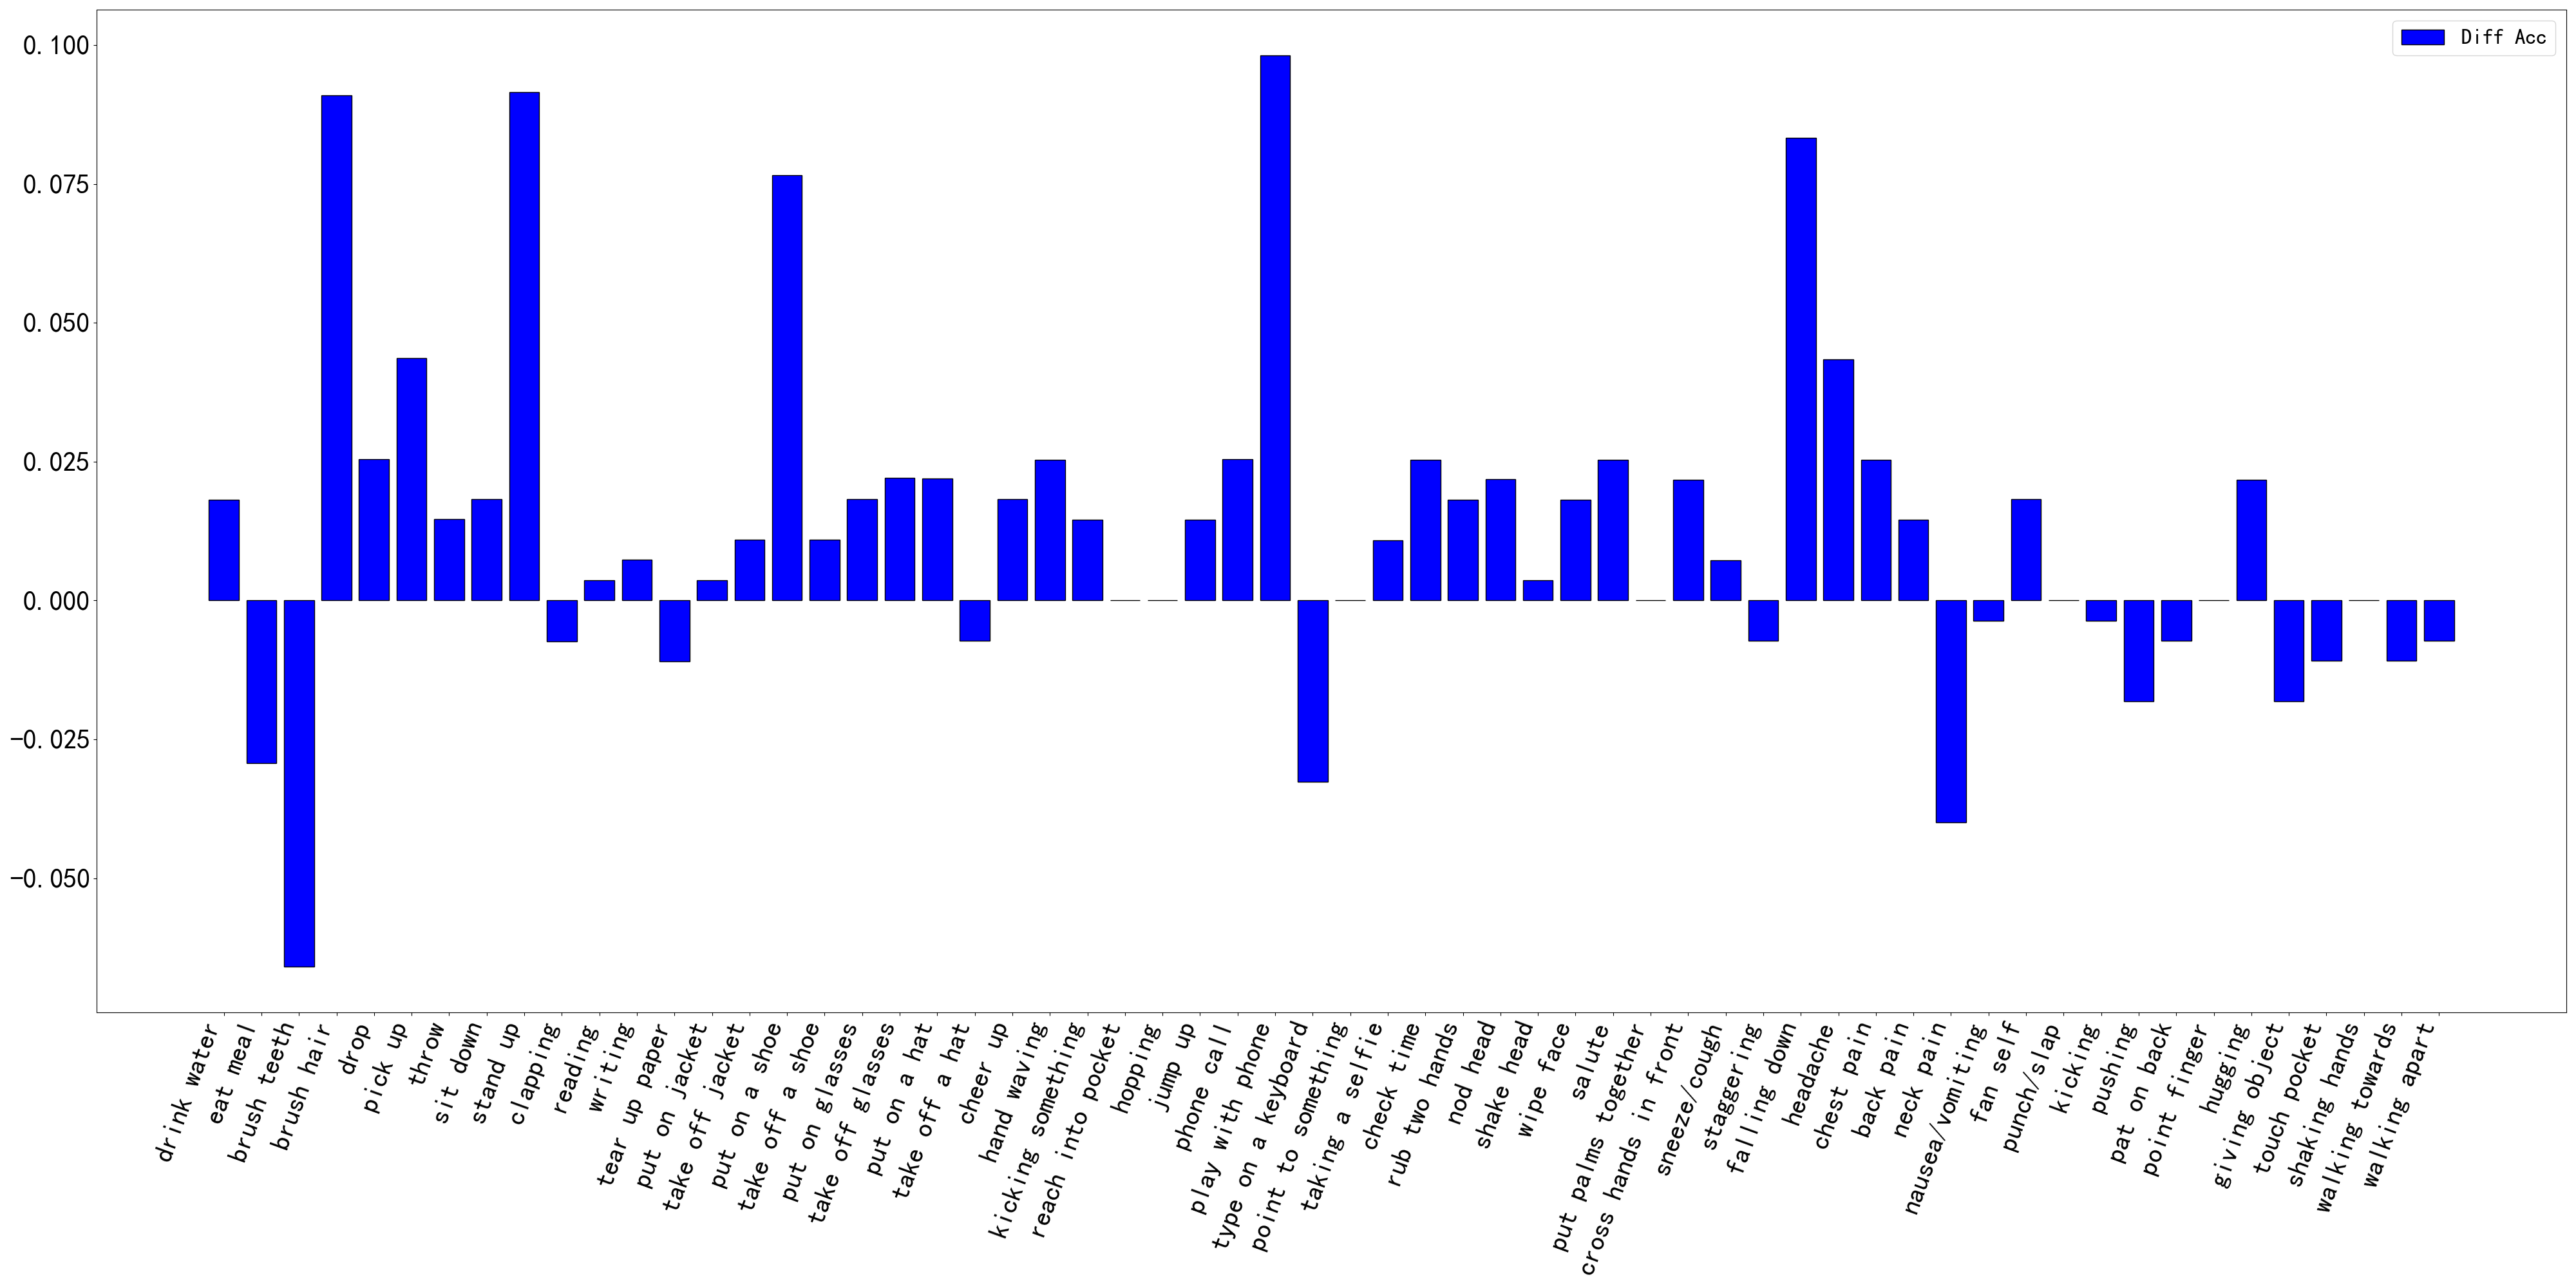 Diff Acc
0.100
0.075
0.050
0.025
0.000
−0.025
−0.050
drink water
eat meal
brush teeth
brush hair
drop
pick up
throw
sit down
stand up
clapping
reading
writing
tear up paper
put on jacket
take off jacket
put on a shoe
take off a shoe
put on glasses
take off glasses
put on a hat
take off a hat
cheer up
hand waving
kicking something
reach into pocket
hopping
jump up
phone call
play with phone
type on a keyboard
point to something
taking a selfie
check time
rub two hands
nod head
shake head
wipe face
salute
put palms together
cross hands in front
sneeze/cough
staggering
falling down
headache
chest pain
back pain
neck pain
nausea/vomiting
fan self
punch/slap
kicking
pushing
pat on back
point finger
hugging
giving object
touch pocket
shaking hands
walking towards
walking apart